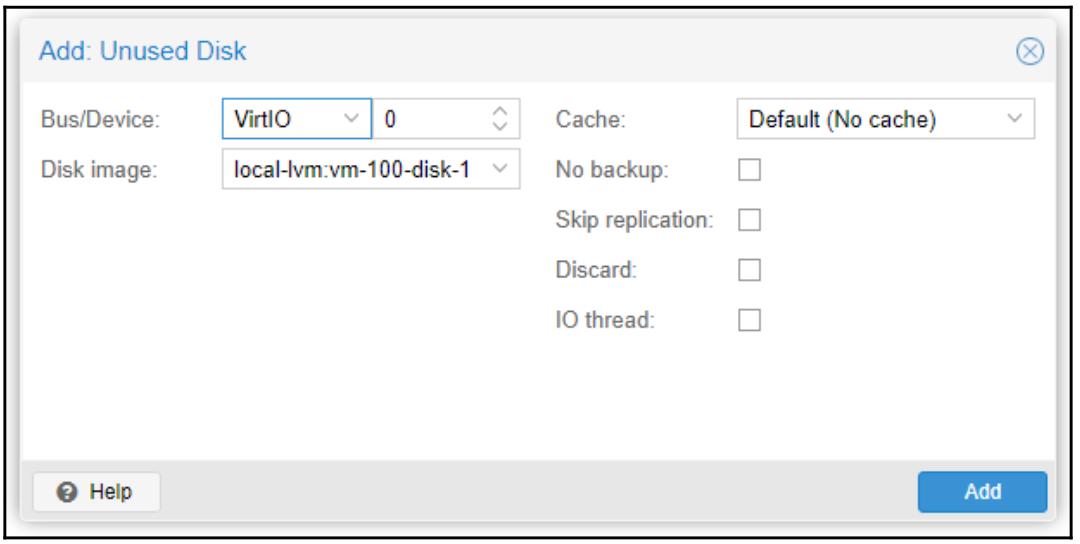 Add: Unused Disk
Bus/Device: VirtIO 0
Disk image: local-lvm:vm-100-disk-1
Cache: Default (No cache)
No backup:
Skip replication:
Discard:
IO thread:
Help
Add